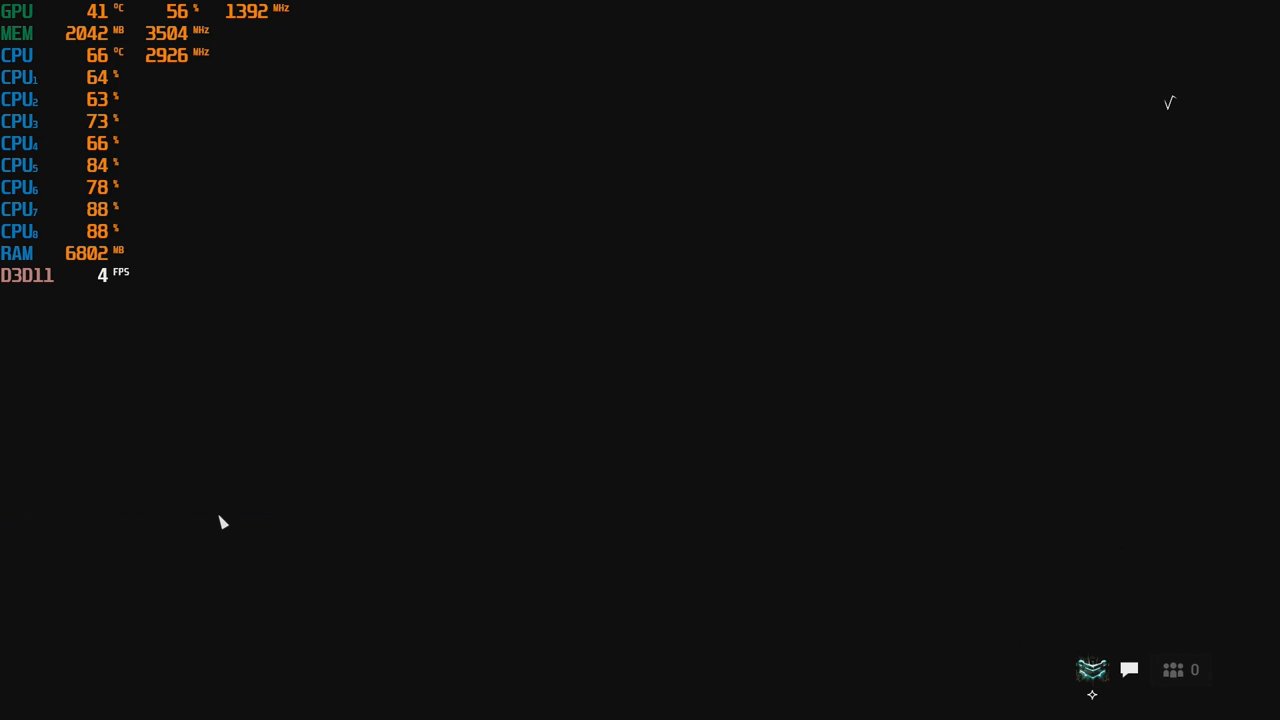 GPU 41 °C 56 % 1392 MHz
MEM 2042 MB 3504 MHz
CPU 66 °C 2926 MHz
CPU1 64 %
CPU2 63 %
CPU3 73 %
CPU4 66 %
CPU5 84 %
CPU6 78 %
CPU7 88 %
CPU8 88 %
RAM 6802 MB
D3D11 4 FPS
0